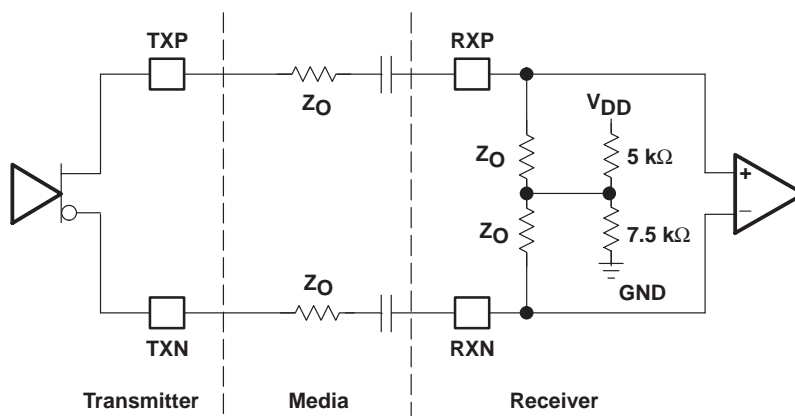 TXP
RXP
ZO
VDD
ZO
5 kΩ
+
−
ZO
7.5 kΩ
ZO
GND
TXN
RXN
Transmitter
Media
Receiver